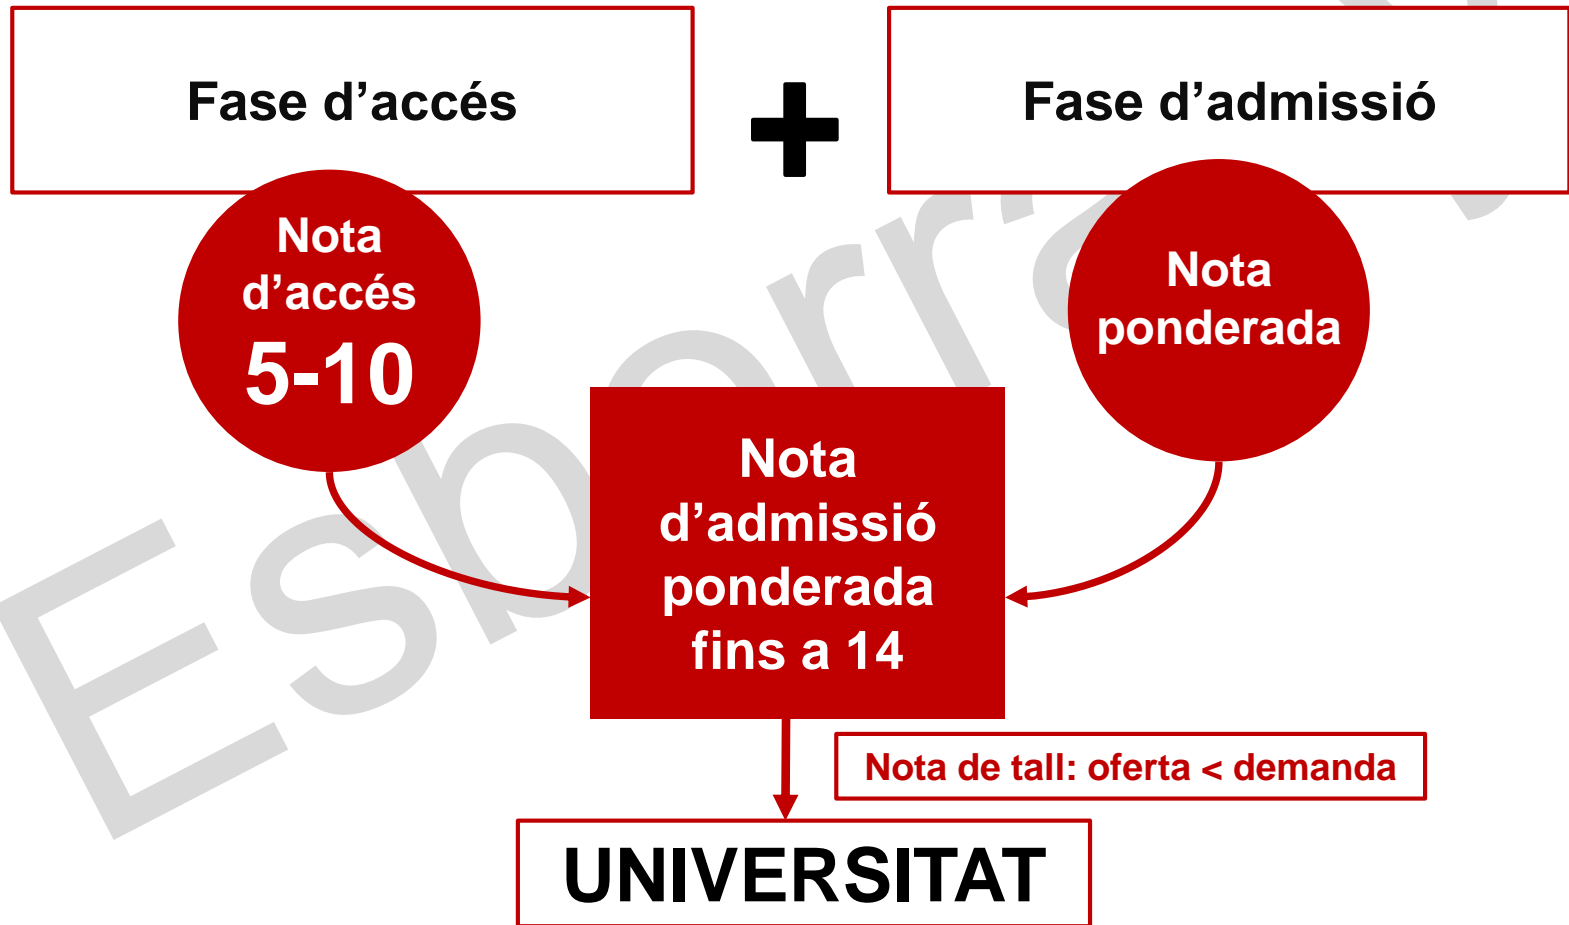 Fase d’accés
+
Fase d’admissió
Nota
d’accés
5-10
Nota
ponderada
Nota
d’admissió
ponderada
fins a 14
Nota de tall: oferta < demanda
UNIVERSITAT